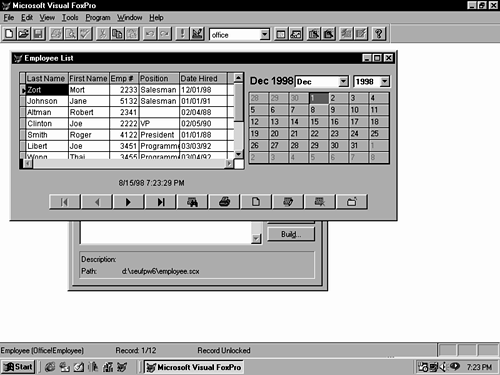 Microsoft Visual FoxPro
File Edit View Tools Program Window Help
office
Employee List
Last Name First Name Emp # Position Date Hired
Zort Mort 2233 Salesman 12/01/98
Johnson Jane 5132 Salesman 02/04/91
Altman Robert 2341 02/04/88
Clinton Joe 2222 VP 02/05/90
Smith Roger 4122 President 01/01/88
Libert Joe 3451 Programm 03/03/92
Wong Thai 3455 Programm 03/04/92
Dec 1998 Dec 1998
28 29 30 1 2 3 4
5 6 7 8 9 10 11
12 13 14 15 16 17 18
19 20 21 22 23 24 25
26 27 28 29 30 31 1
2 3 4 5 6 7 8
8/15/98 7:23:29 PM
Build...
Description:
Path: d:\seufpw6\employee.scx
Employee (Office!Employee) Record: 1/12 Record Unlocked
Start Microsoft Visual FoxPro 7:23 PM